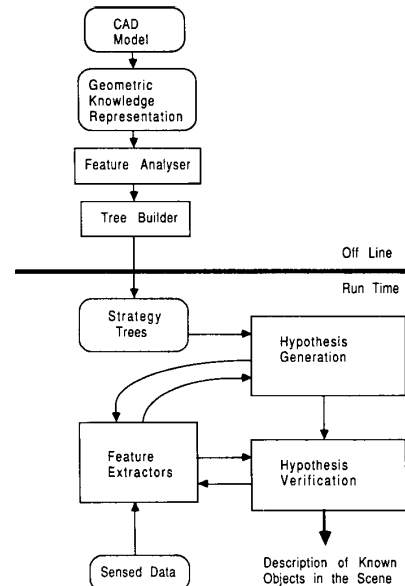 CAD
Model
Geometric
Knowledge
Representation
Feature Analyser
Tree Builder
Off Line
Run Time
Strategy
Trees
Hypothesis
Generation
Feature
Extractors
Hypothesis
Verification
Sensed Data
Description of Known
Objects in the Scene